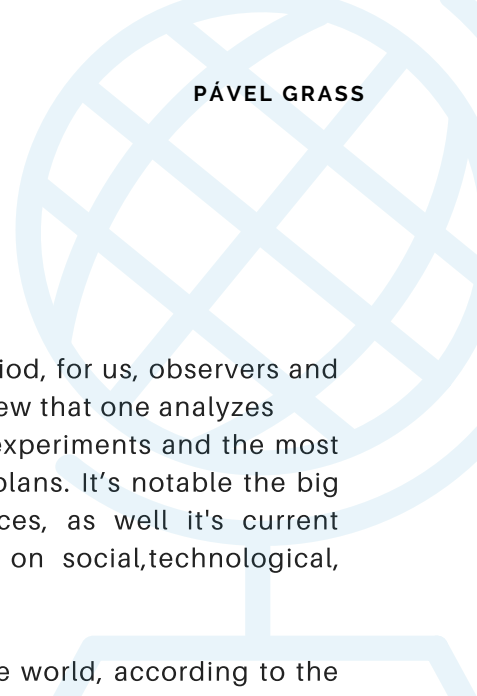 PÁVEL GRASS
iod, for us, observers and
ew that one analyzes
experiments and the most
plans. It’s notable the big
ces, as well it's current
on social,technological,
e world, according to the